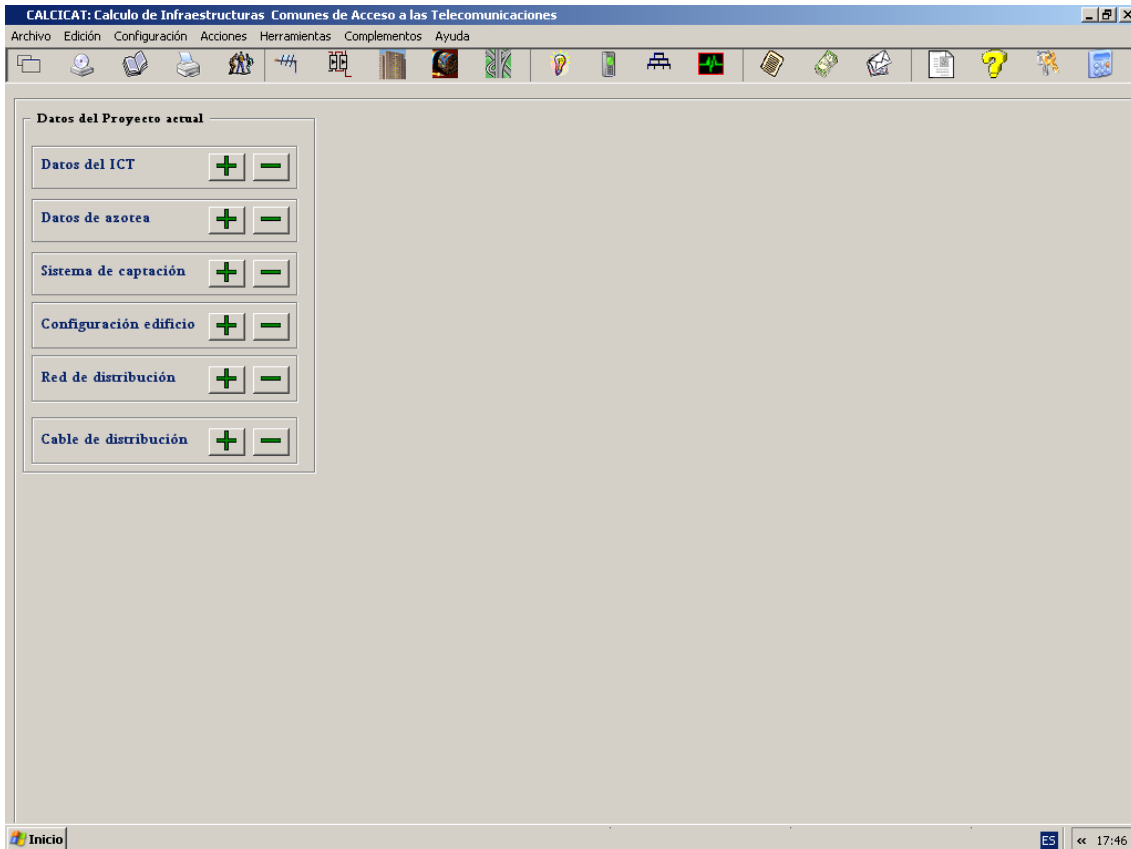 CALCICAT: Calculo de Infraestructuras Comunes de Acceso a las Telecomunicaciones
Archivo Edición Configuración Acciones Herramientas Complementos Ayuda
Datos del Proyecto actual
Datos del ICT
Datos de azotea
Sistema de captación
Configuración edificio
Red de distribución
Cable de distribución
Inicio ES « 17:46